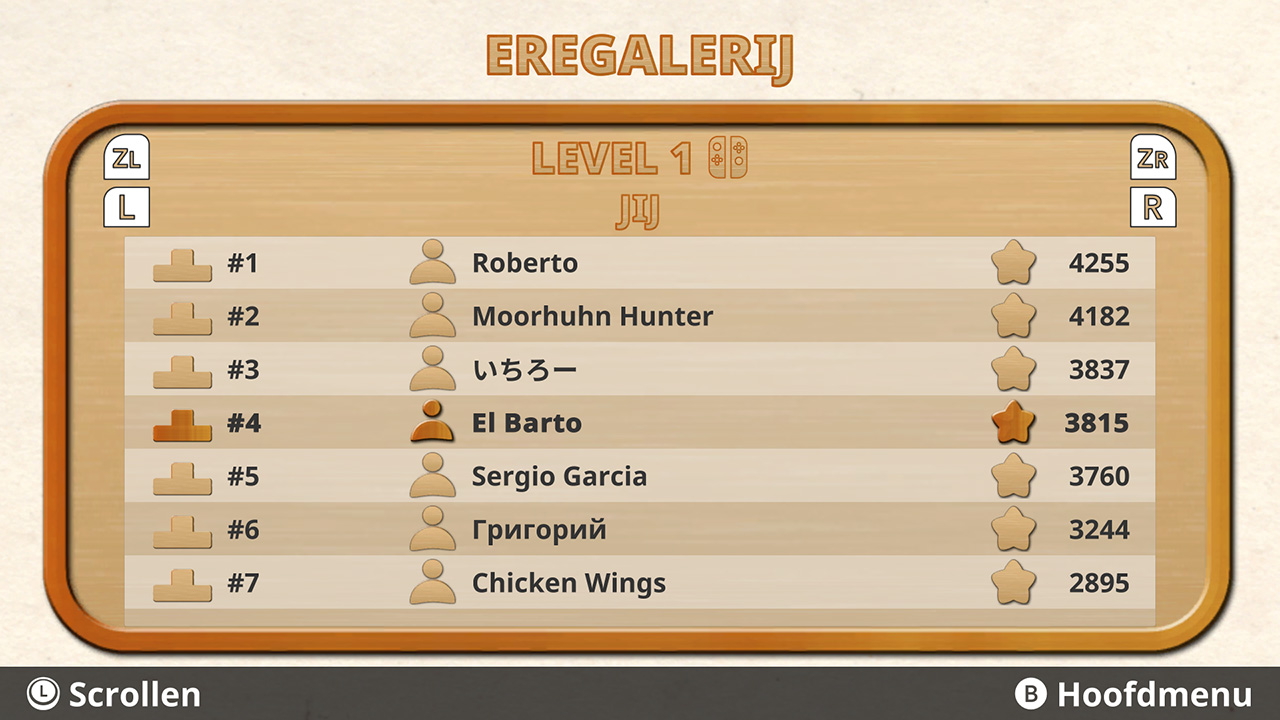 EREGALERIJ
ZL LEVEL 1 ZR
L JIJ R
#1 Roberto 4255
#2 Moorhuhn Hunter 4182
#3 いちろー 3837
#4 El Barto 3815
#5 Sergio Garcia 3760
#6 Григорий 3244
#7 Chicken Wings 2895
L Scrollen B Hoofdmenu